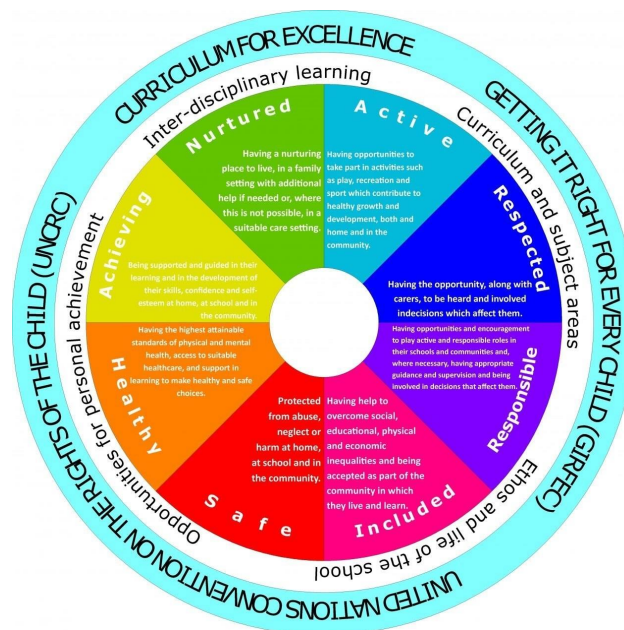 CURRICULUM FOR EXCELLENCE
GETTING IT RIGHT FOR EVERY CHILD (GIRFEC)
UNITED NATIONS CONVENTION ON THE RIGHTS OF THE CHILD (UNCRC)
Inter-disciplinary learning
Curriculum and subject areas
Ethos and life of the school
Opportunities for personal achievement
Nurtured
Having a nurturing
place to live, in a family
setting with additional
help if needed or, where
this is not possible, in a
suitable care setting.
Active
Having opportunities to
take part in activities such
as play, recreation and
sport which contribute to
healthy growth and
development, both and
home and in the
community.
Respected
Having the opportunity, along with
carers, to be heard and involved
indecisions which affect them.
Responsible
Having opportunities and encouragement
to play active and responsible roles in
their schools and communities and,
where necessary, having appropriate
guidance and supervision and being
involved in decisions that affect them.
Included
Having help to
overcome social,
educational, physical
and economic
inequalities and being
accepted as part of the
community in which
they live and learn.
Safe
Protected
from abuse,
neglect or
harm at home,
at school and in
the community.
Healthy
Having the highest attainable
standards of physical and mental
health, access to suitable
healthcare, and support in
learning to make healthy and safe
choices.
Achieving
Being supported and guided in their
learning and in the development of
their skills, confidence and self-
esteem at home, at school and in
the community.